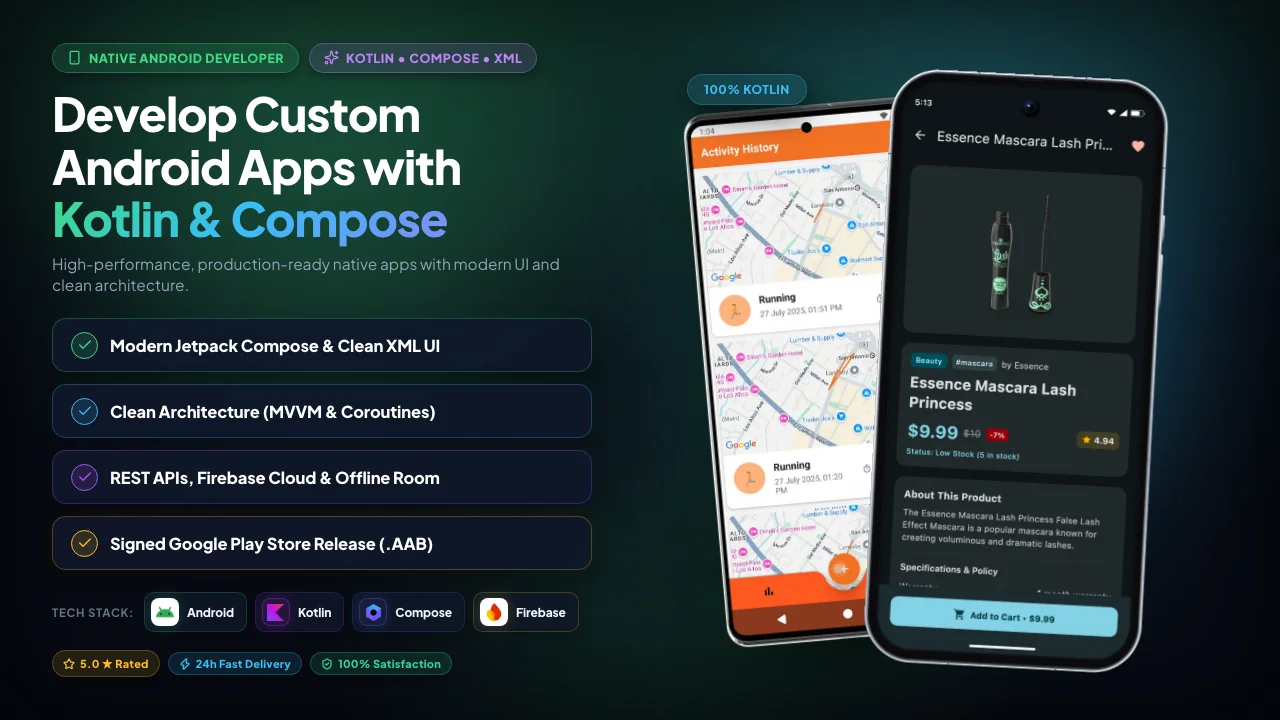 NATIVE ANDROID DEVELOPER
KOTLIN • COMPOSE • XML
Develop Custom
Android Apps with
Kotlin & Compose
High-performance, production-ready native apps with modern UI and
clean architecture.
Modern Jetpack Compose & Clean XML UI
Clean Architecture (MVVM & Coroutines)
REST APIs, Firebase Cloud & Offline Room
Signed Google Play Store Release (.AAB)
TECH STACK:
Android
Kotlin
Compose
Firebase
5.0 ★ Rated
24h Fast Delivery
100% Satisfaction
100% KOTLIN
1:04
Activity History
Google
Running
27 July 2025, 01:51 PM
Google
Running
27 July 2025, 01:20
PM
5:13
Essence Mascara Lash Pri...
Beauty
#mascara
by Essence
Essence Mascara Lash
Princess
$9.99 $10 -7%
★ 4.94
Status: Low Stock (5 in stock)
About This Product
The Essence Mascara Lash Princess False Lash
Effect Mascara is a popular mascara known for
creating voluminous and dramatic lashes.
Specifications & Policy
Add to Cart • $9.99